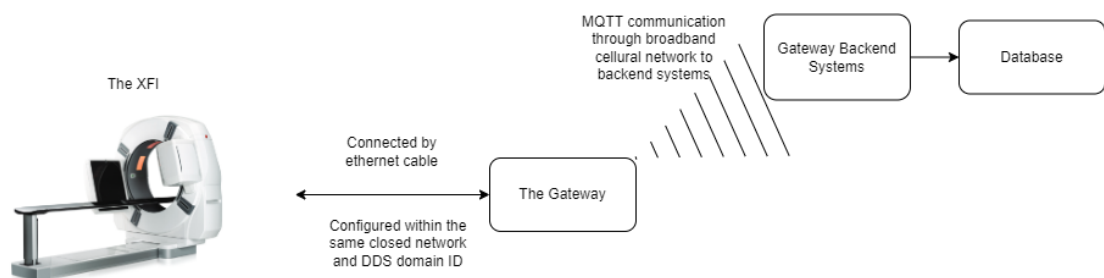 The XFI
Connected by
ethernet cable
Configured within the
same closed network
and DDS domain ID
The Gateway
MQTT communication
through broadband
cellural network to
backend systems
Gateway Backend
Systems
Database